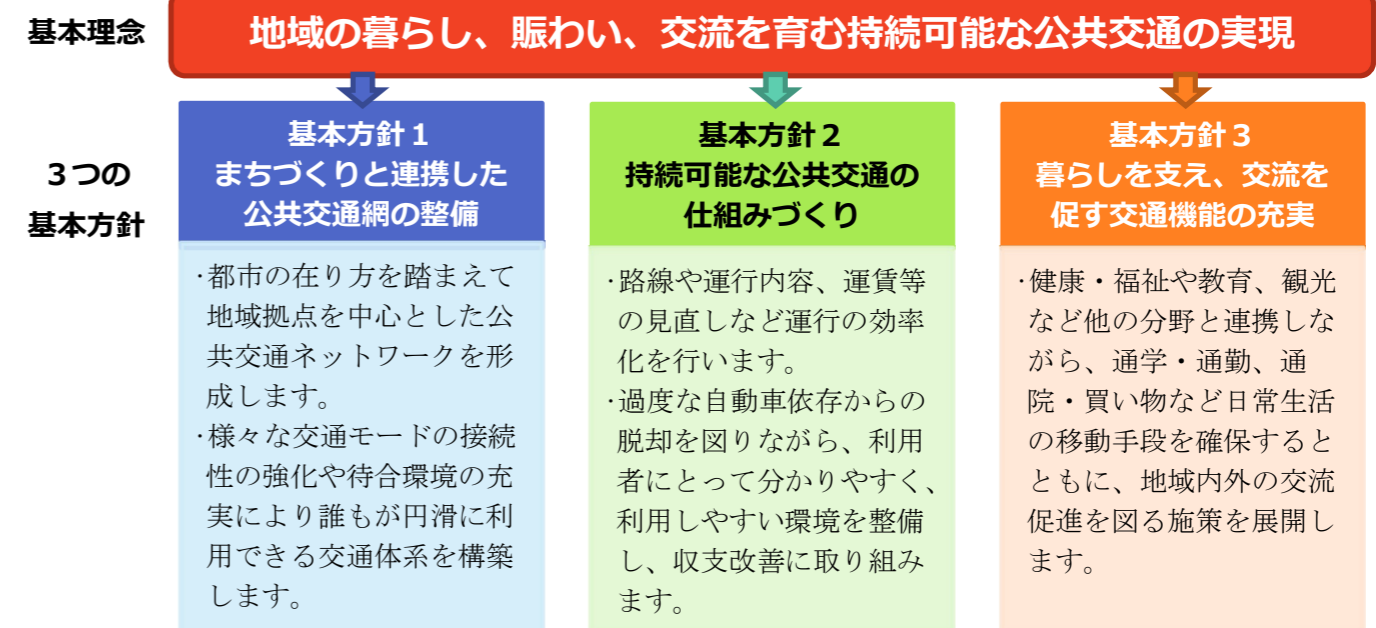 基本理念
地域の暮らし、賑わい、交流を育む持続可能な公共交通の実現
3つの
基本方針
基本方針1
まちづくりと連携した
公共交通網の整備
･都市の在り方を踏まえて
地域拠点を中心とした公
共交通ネットワークを形
成します。
･様々な交通モードの接続
性の強化や待合環境の充
実により誰もが円滑に利
用できる交通体系を構築
します。
基本方針2
持続可能な公共交通の
仕組みづくり
･路線や運行内容、運賃等
の見直しなど運行の効率
化を行います。
･過度な自動車依存からの
脱却を図りながら、利用
者にとって分かりやすく、
利用しやすい環境を整備
し、収支改善に取り組み
ます。
基本方針3
暮らしを支え、交流を
促す交通機能の充実
･健康・福祉や教育、観光
など他の分野と連携しな
がら、通学・通勤、通
院・買い物など日常生活
の移動手段を確保すると
ともに、地域内外の交流
促進を図る施策を展開し
ます。